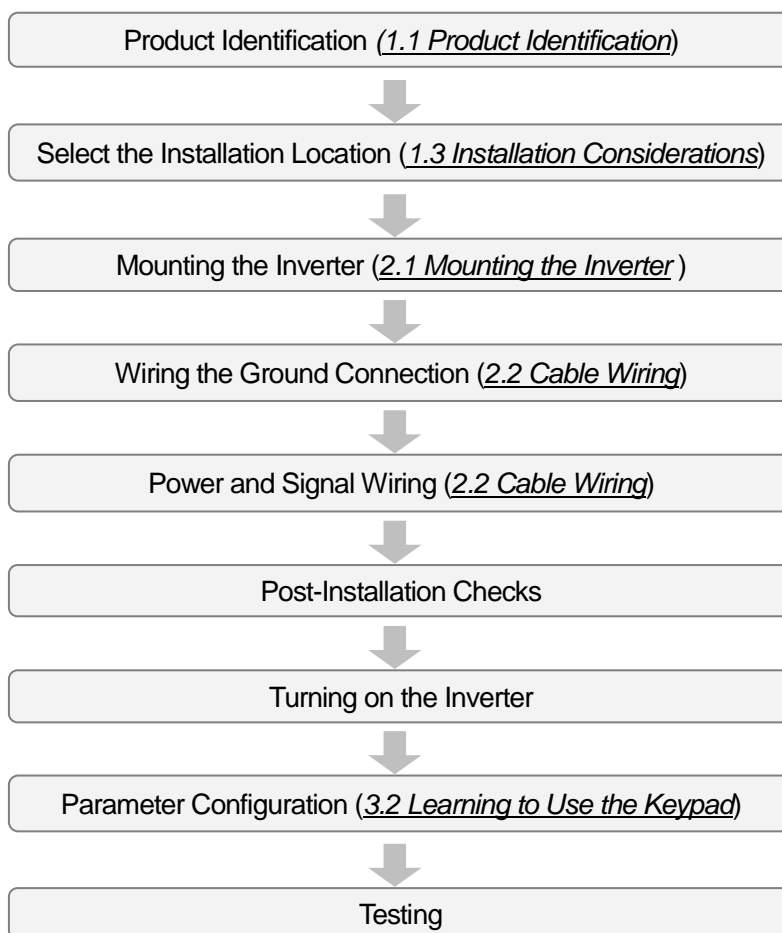 Product Identification (1.1 Product Identification)
Select the Installation Location (1.3 Installation Considerations)
Mounting the Inverter (2.1 Mounting the Inverter )
Wiring the Ground Connection (2.2 Cable Wiring)
Power and Signal Wiring (2.2 Cable Wiring)
Post-Installation Checks
Turning on the Inverter
Parameter Configuration (3.2 Learning to Use the Keypad)
Testing